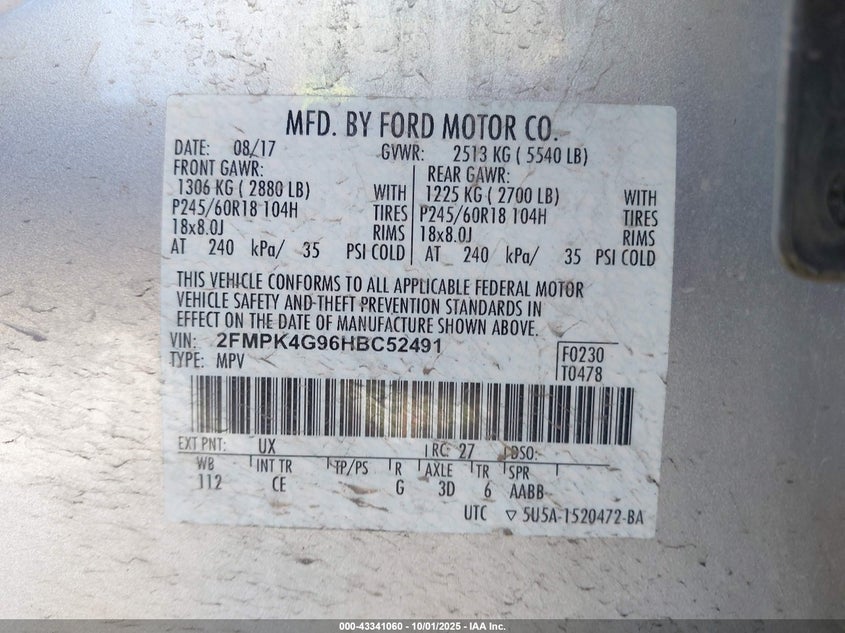 MFD. BY FORD MOTOR CO.
DATE: 08/17 GVWR: 2513 KG ( 5540 LB)
FRONT GAWR: REAR GAWR:
1306 KG ( 2880 LB) WITH 1225 KG ( 2700 LB) WITH
P245/60R18 104H TIRES P245/60R18 104H TIRES
18x8.0J RIMS 18x8.0J RIMS
AT 240 kPa/ 35 PSI COLD AT 240 kPa/ 35 PSI COLD
THIS VEHICLE CONFORMS TO ALL APPLICABLE FEDERAL MOTOR
VEHICLE SAFETY AND THEFT PREVENTION STANDARDS IN
EFFECT ON THE DATE OF MANUFACTURE SHOWN ABOVE.
VIN: 2FMPK4G96HBC52491
TYPE: MPV
F0230
T0478
EXT PNT: UX RC: 27 DSO:
WB INT TR TP/PS R AXLE TR SPR
112 CE G 3D 6 AABB
UTC ▽ 5U5A-1520472-BA
000-43341060 - 10/01/2025 - IAA Inc.